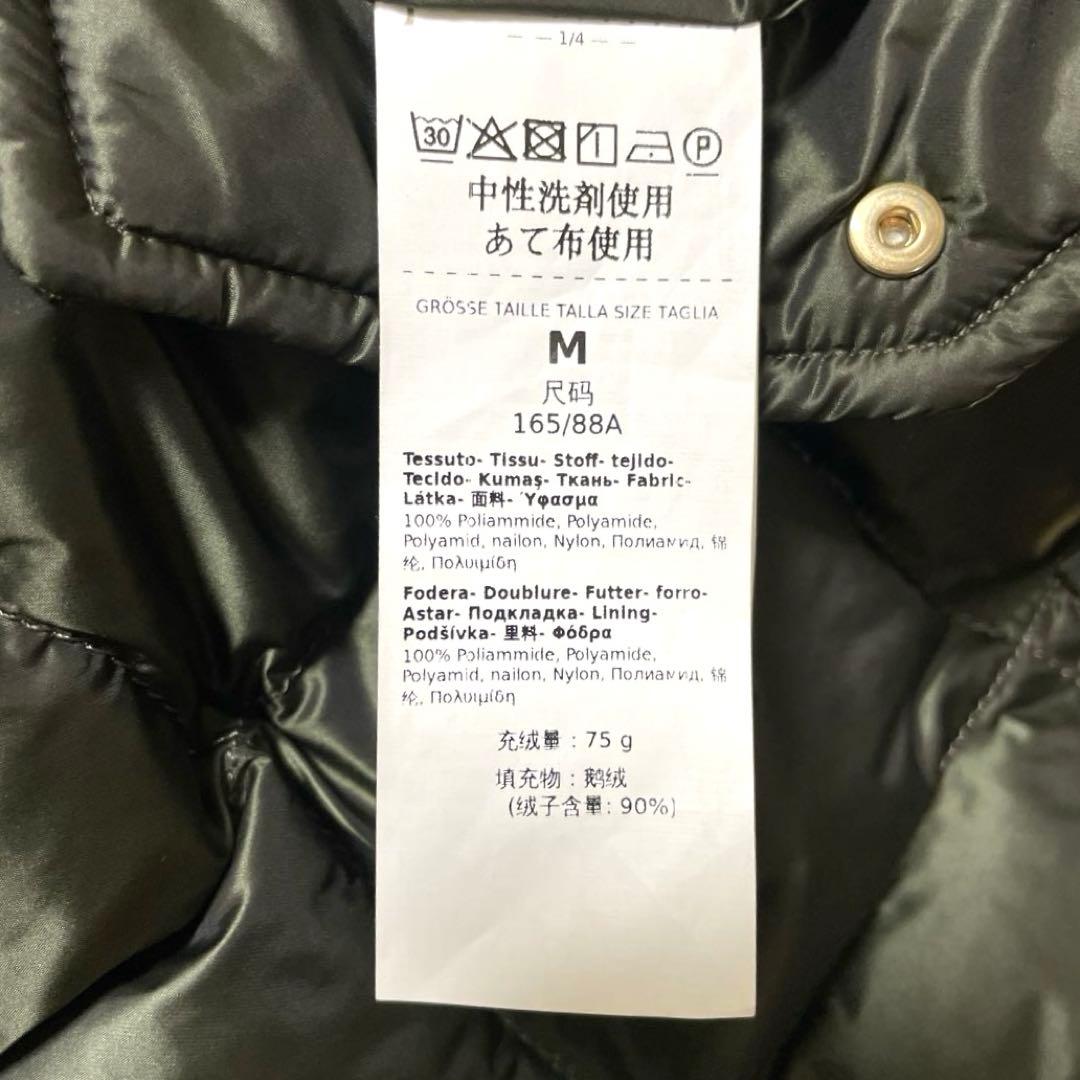 1/4
30 P
中性洗剤使用
あて布使用
GRÖSSE TAILLE TALLA SIZE TAGLIA
M
尺码
165/88A
Tessuto- Tissu- Stoff- tejido-
Tecido- Kumaş- Ткань- Fabric-
Látka- 面料- Ύφασμα
100% Poliammide, Polyamide,
Polyamid, nailon, Nylon, Полиамид, 锦
纶, Πολυιμίδη
Fodera- Doublure- Futter- forro-
Astar- Подкладка- Lining-
Podšívka- 里料- Φόδρα
100% Poliammide, Polyamide,
Polyamid, nailon, Nylon, Полиамид, 锦
纶, Πολυιμίδη
充绒量 : 75 g
填充物 : 鹅绒
(绒子含量: 90%)